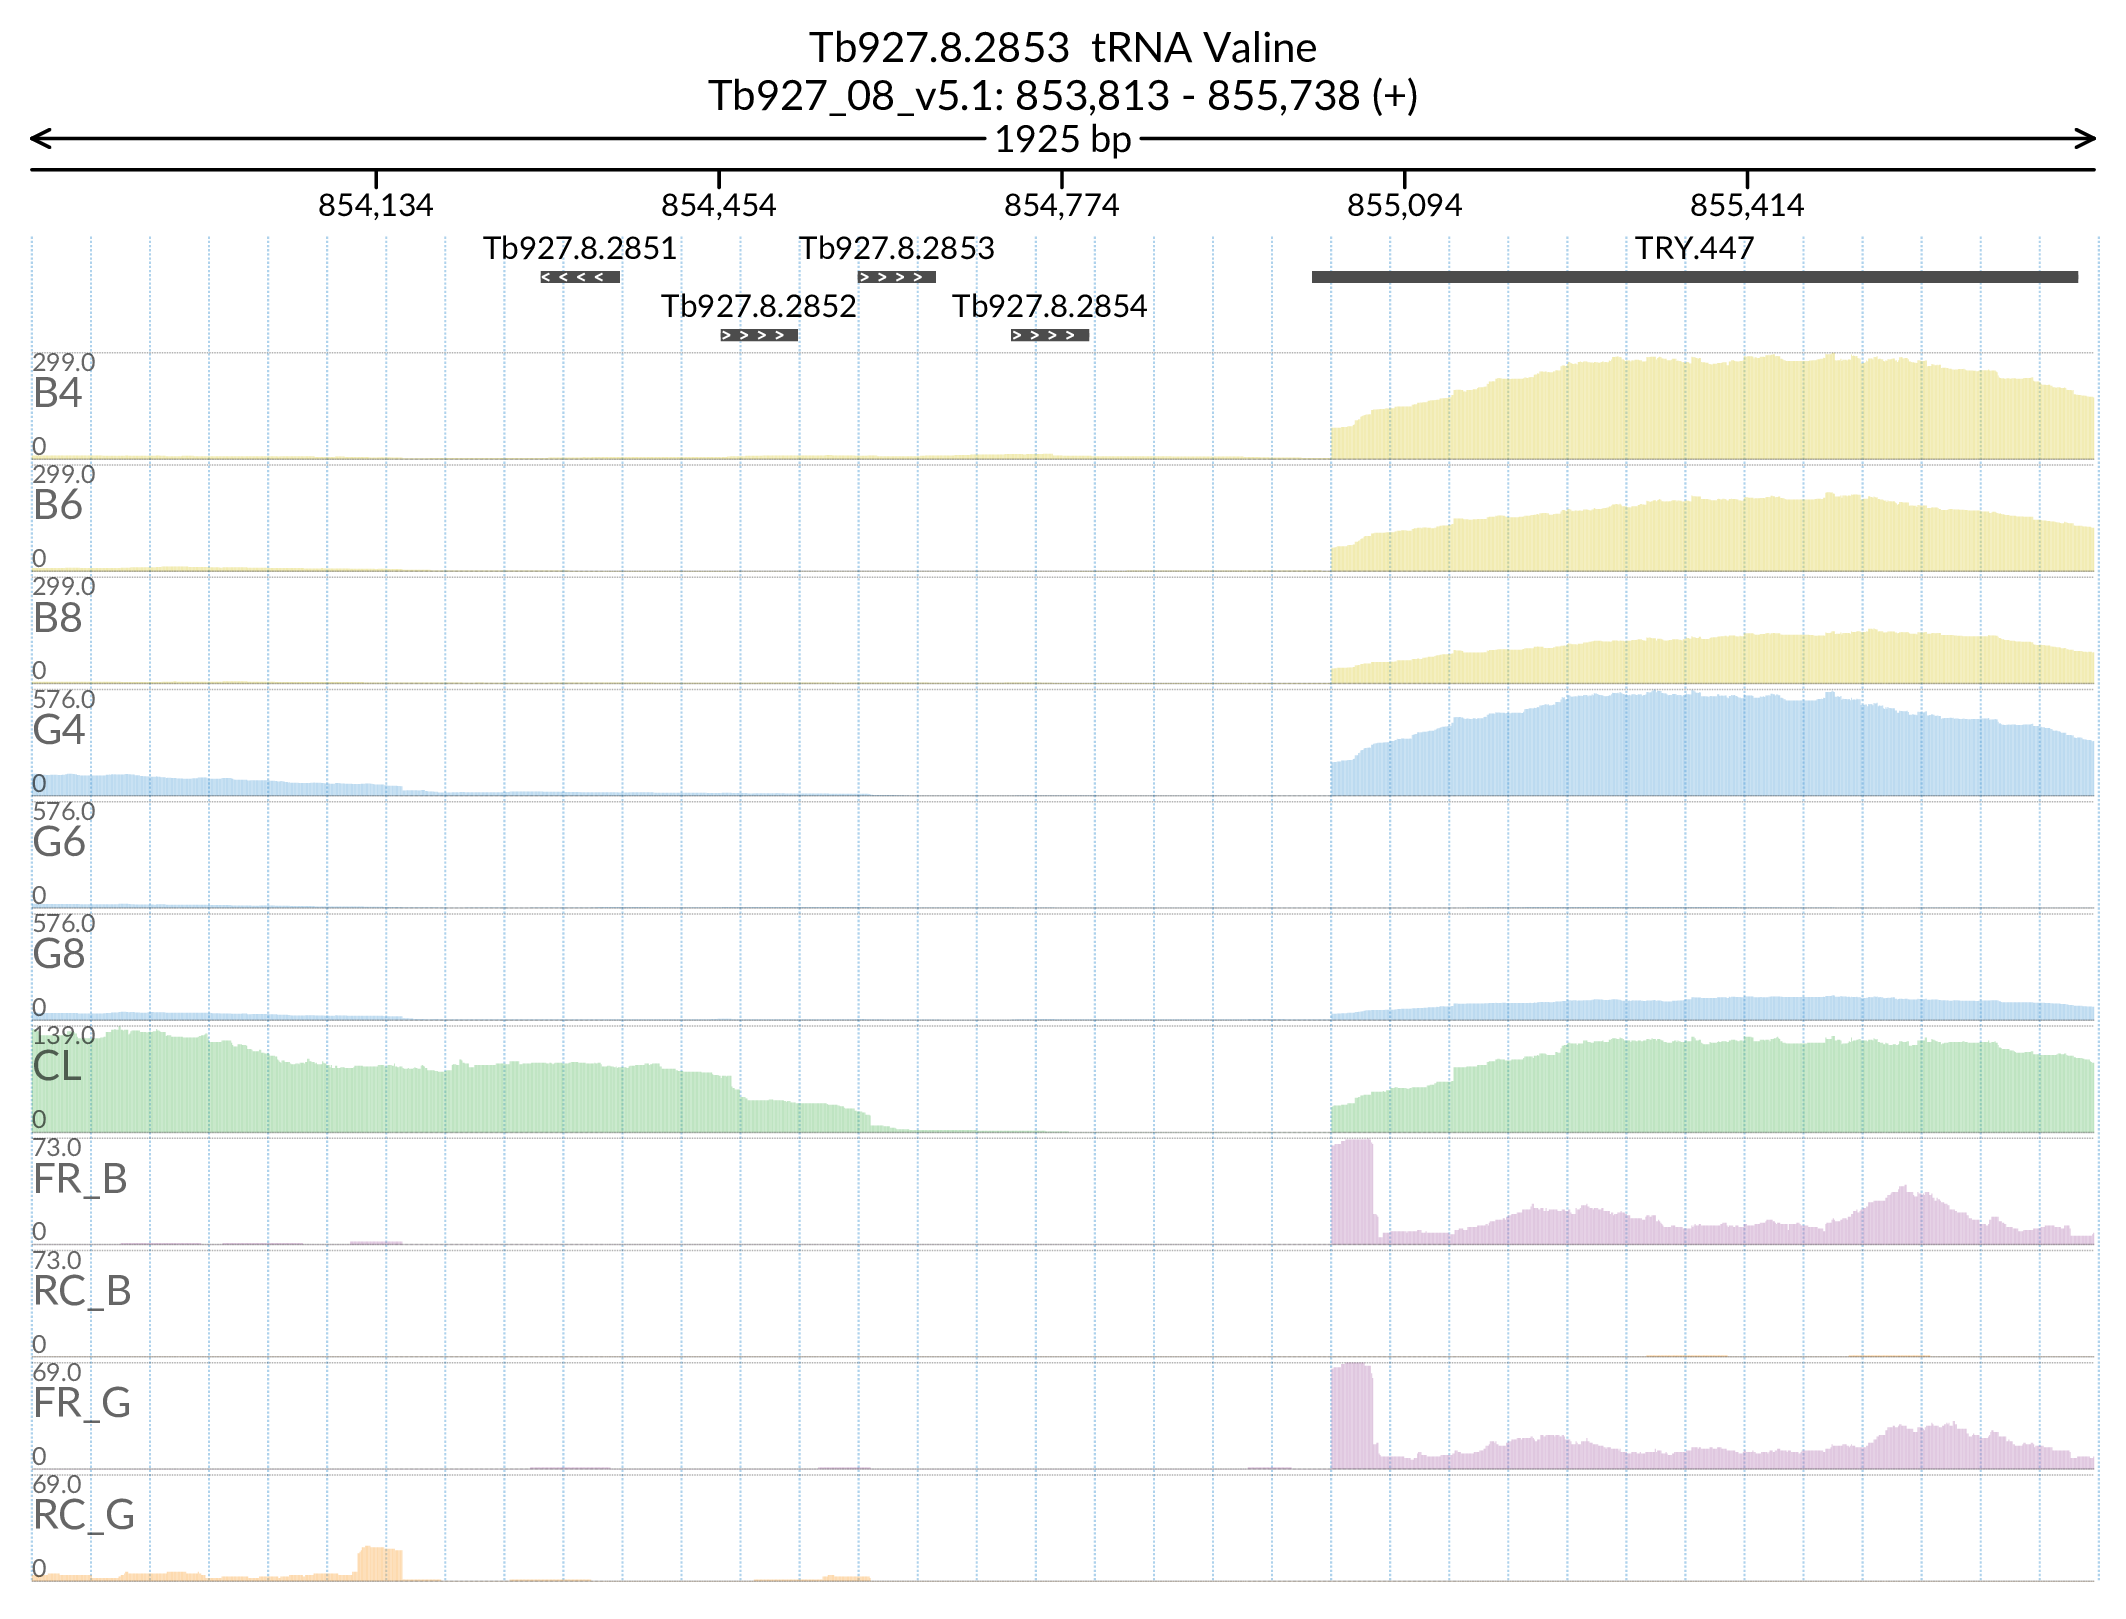 Tb927.8.2853  tRNA Valine
Tb927_08_v5.1: 853,813 - 855,738 (+)
1925 bp
854,134 854,454 854,774 855,094 855,414
Tb927.8.2851 Tb927.8.2853 TRY.447
Tb927.8.2852 Tb927.8.2854
299.0
B4
0
299.0
B6
0
299.0
B8
0
576.0
G4
0
576.0
G6
0
576.0
G8
0
139.0
CL
0
73.0
FR_B
0
73.0
RC_B
0
69.0
FR_G
0
69.0
RC_G
0